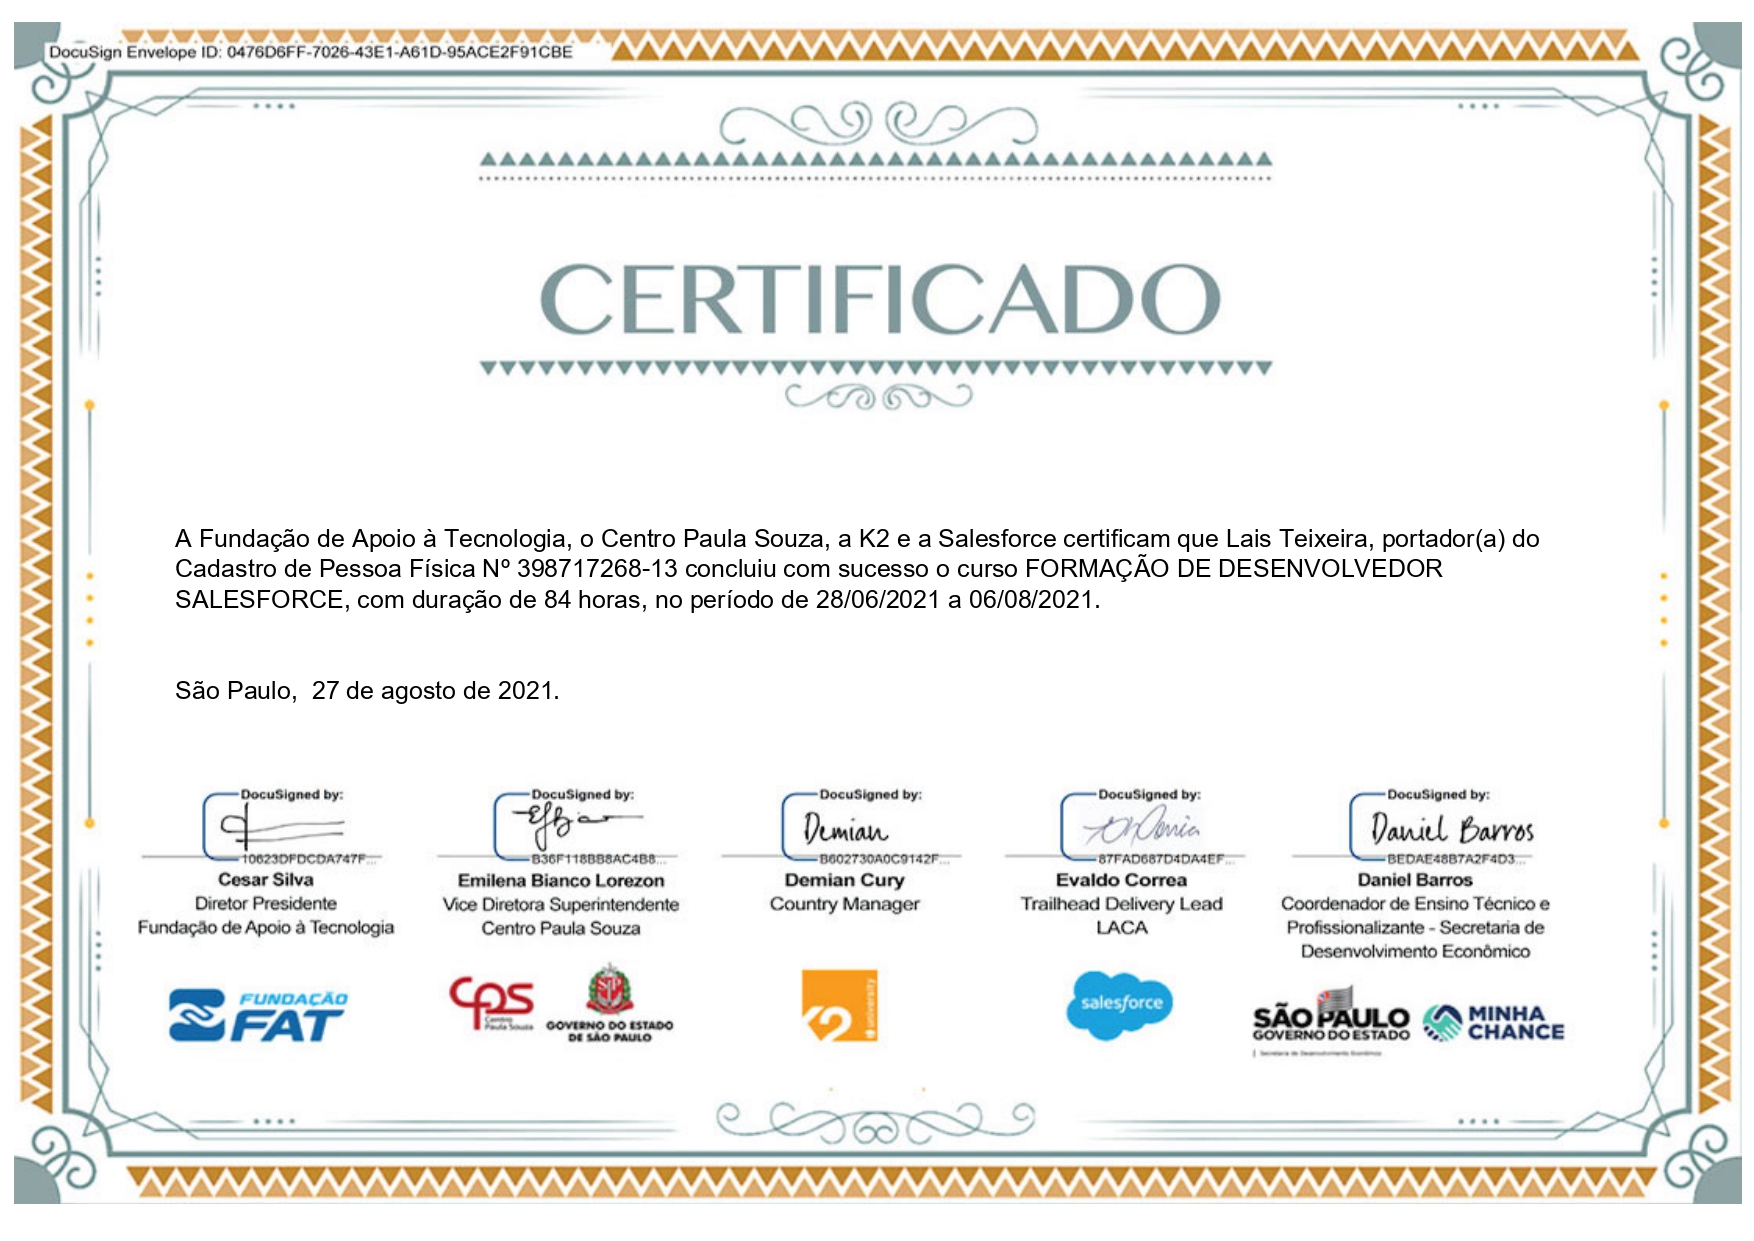 DocuSign Envelope ID: 0476D6FF-7026-43E1-A61D-95ACE2F91CBE
CERTIFICADO
A Fundação de Apoio à Tecnologia, o Centro Paula Souza, a K2 e a Salesforce certificam que Lais Teixeira, portador(a) do
Cadastro de Pessoa Física Nº 398717268-13 concluiu com sucesso o curso FORMAÇÃO DE DESENVOLVEDOR
SALESFORCE, com duração de 84 horas, no período de 28/06/2021 a 06/08/2021.
São Paulo, 27 de agosto de 2021.
DocuSigned by:
10623DFDCDA747F...
Cesar Silva
Diretor Presidente
Fundação de Apoio à Tecnologia
FUNDAÇÃO
FAT
DocuSigned by:
B36F118BB8AC4B8...
Emilena Bianco Lorezon
Vice Diretora Superintendente
Centro Paula Souza
cps
Centro
Paula Souza
GOVERNO DO ESTADO
DE SÃO PAULO
DocuSigned by:
Demian
B602730A0C9142F...
Demian Cury
Country Manager
K2
university
DocuSigned by:
87FAD687D4DA4EF...
Evaldo Correa
Trailhead Delivery Lead
LACA
salesforce
DocuSigned by:
Daniel Barros
BEDAE48B7A2F4D3...
Daniel Barros
Coordenador de Ensino Técnico e
Profissionalizante - Secretaria de
Desenvolvimento Econômico
SÃO PAULO
GOVERNO DO ESTADO
Secretaria de Desenvolvimento Econômico
MINHA
CHANCE